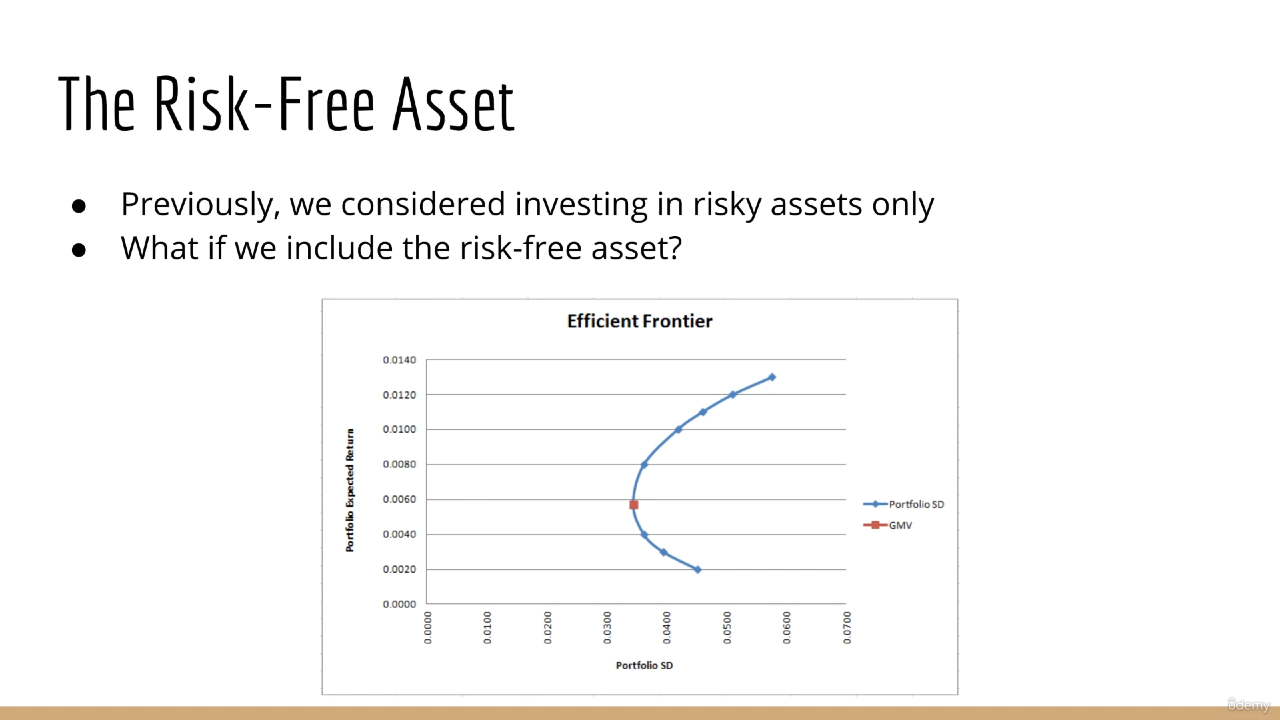 The Risk-Free Asset
● Previously, we considered investing in risky assets only
● What if we include the risk-free asset?
Efficient Frontier
Portfolio Expected Return
0.0140
0.0120
0.0100
0.0080
0.0060
0.0040
0.0020
0.0000
0.0000
0.0100
0.0200
0.0300
0.0400
0.0500
0.0600
0.0700
Portfolio SD
Portfolio SD
GMV
ûdemy